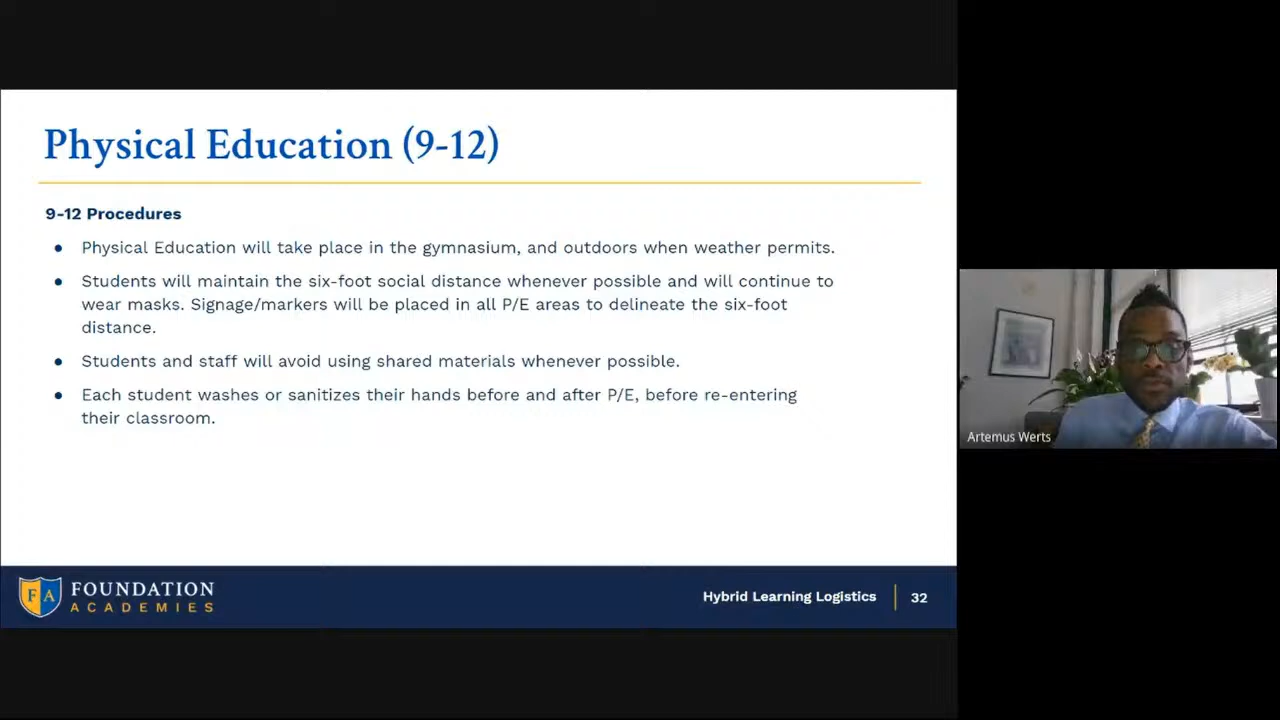 Physical Education (9-12)
9-12 Procedures
● Physical Education will take place in the gymnasium, and outdoors when weather permits.
● Students will maintain the six-foot social distance whenever possible and will continue to
wear masks. Signage/markers will be placed in all P/E areas to delineate the six-foot
distance.
● Students and staff will avoid using shared materials whenever possible.
● Each student washes or sanitizes their hands before and after P/E, before re-entering
their classroom.
Artemus Werts
FA
FOUNDATION
ACADEMIES
Hybrid Learning Logistics 32